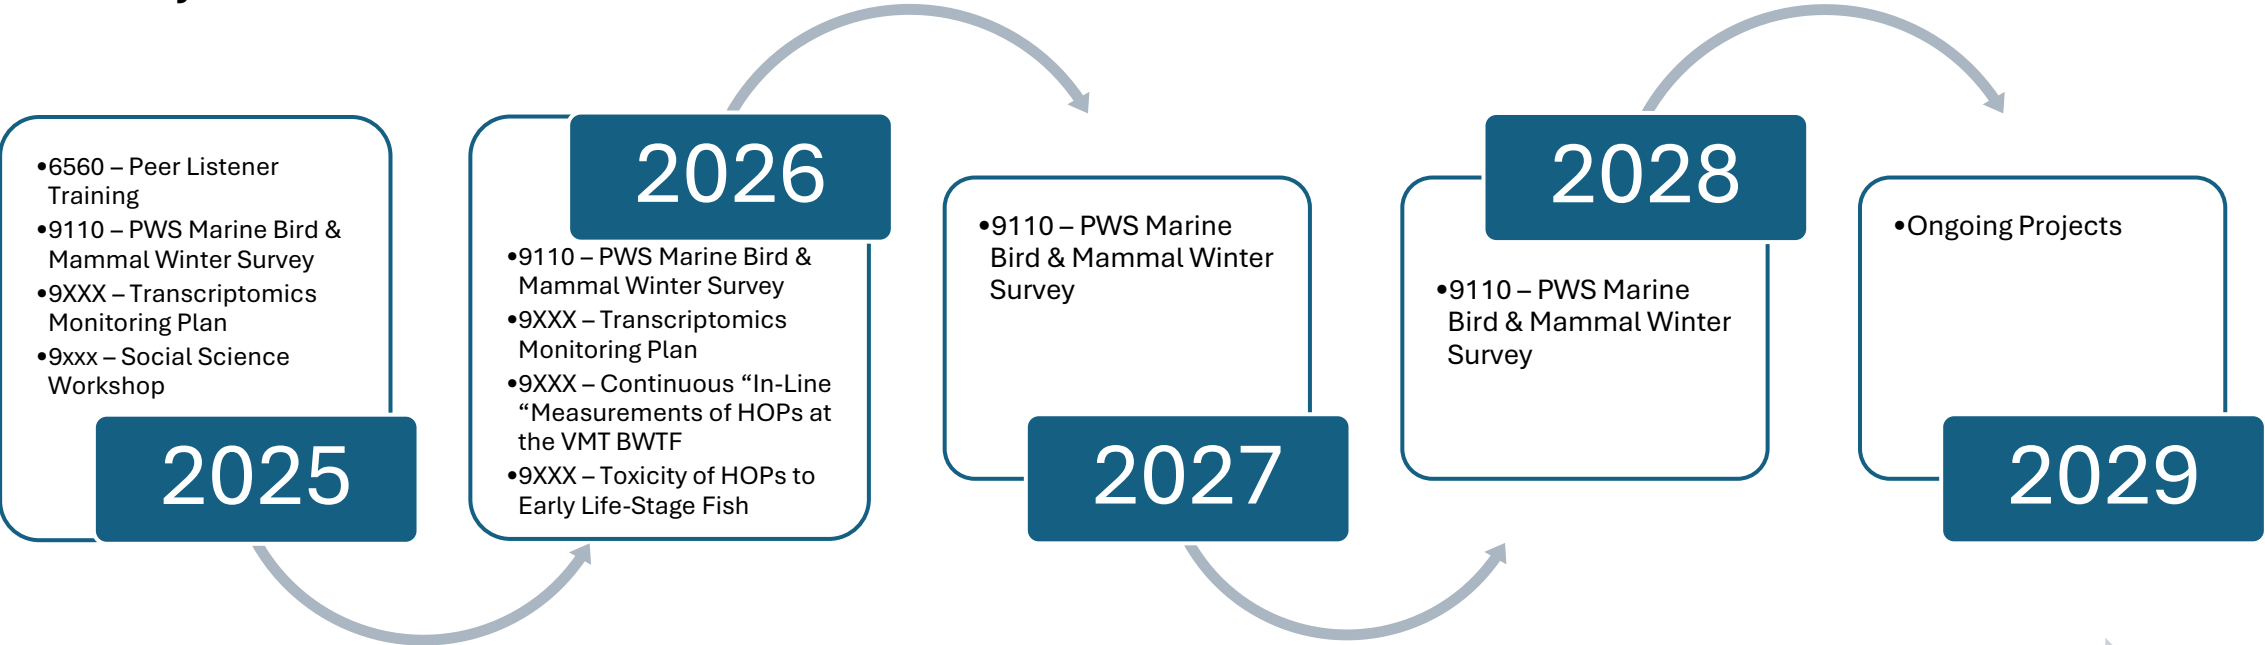 •6560 – Peer Listener
Training
•9110 – PWS Marine Bird &
Mammal Winter Survey
•9XXX – Transcriptomics
Monitoring Plan
•9xxx – Social Science
Workshop
2025
2026
•9110 – PWS Marine Bird &
Mammal Winter Survey
•9XXX – Transcriptomics
Monitoring Plan
•9XXX – Continuous “In-Line
“Measurements of HOPs at
the VMT BWTF
•9XXX – Toxicity of HOPs to
Early Life-Stage Fish
•9110 – PWS Marine
Bird & Mammal Winter
Survey
2027
2028
•9110 – PWS Marine
Bird & Mammal Winter
Survey
•Ongoing Projects
2029